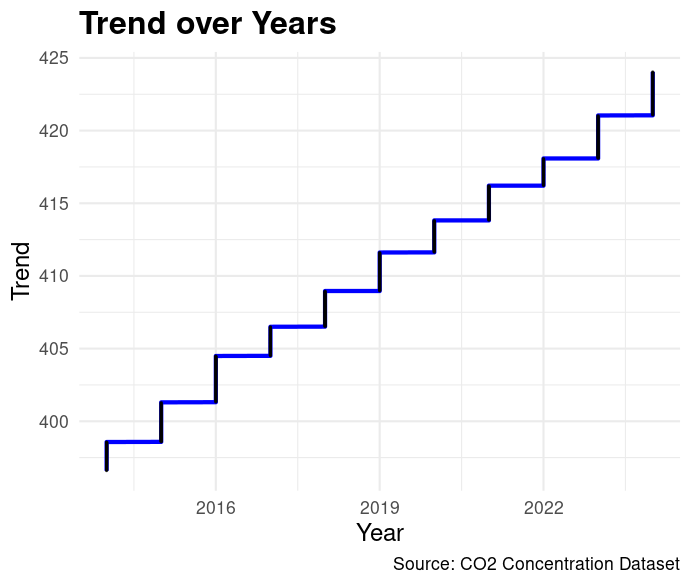 Trend over Years
425
420
415
410
405
400
Trend
2016 2019 2022
Year
Source: CO2 Concentration Dataset